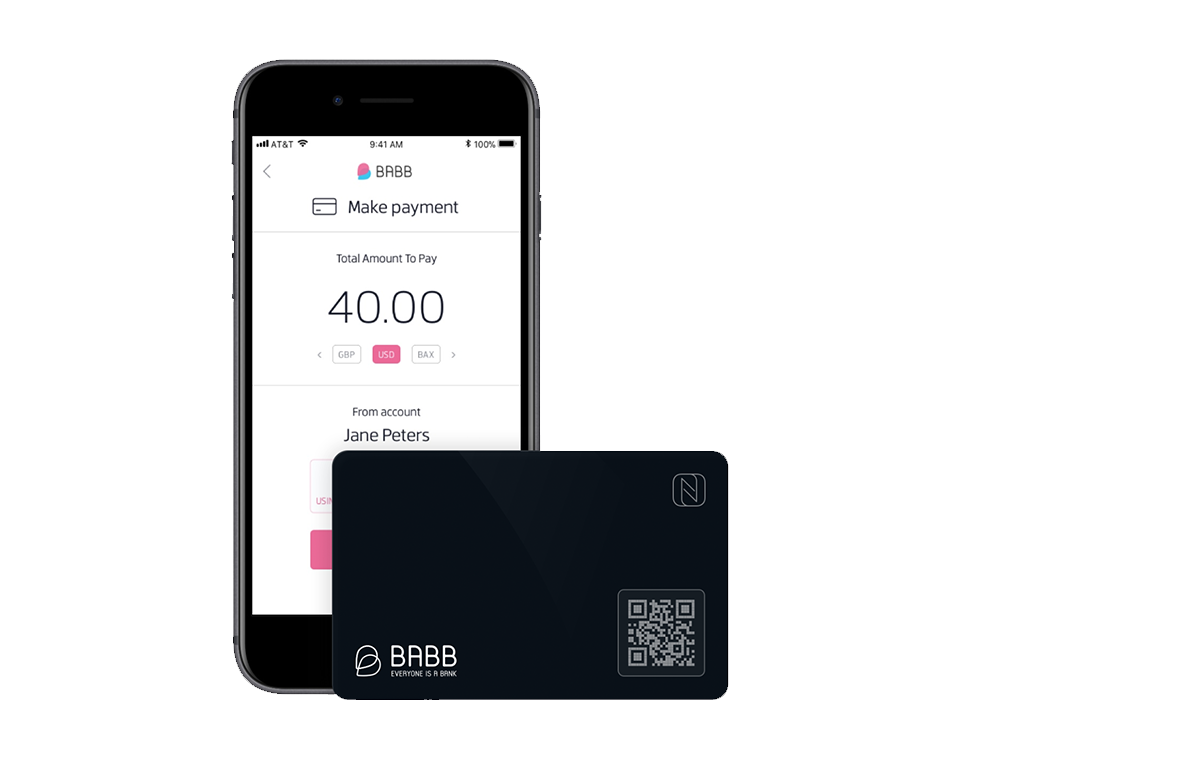 AT&T 9:41 AM 100%
BABB
Make payment
Total Amount To Pay
40.00
GBP USD BAX
From account
Jane Peters
BABB
EVERYONE IS A BANK